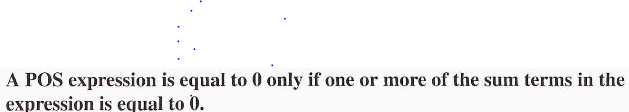 A POS expression is equal to 0 only if one or more of the sum terms in the
expression is equal to 0.